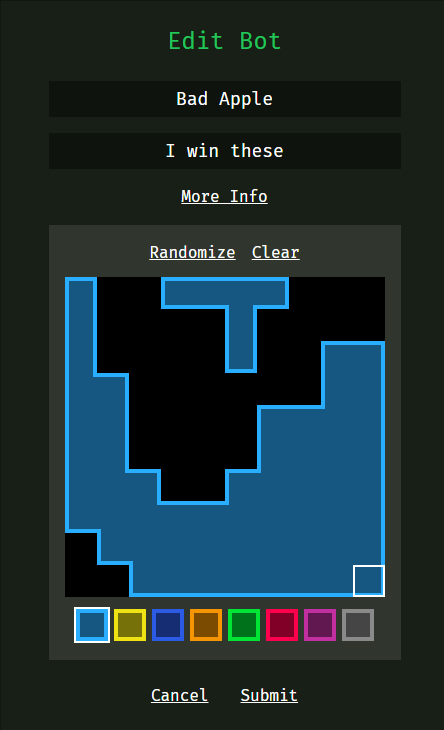 Edit Bot
Bad Apple
I win these
More Info
Randomize Clear
Cancel Submit